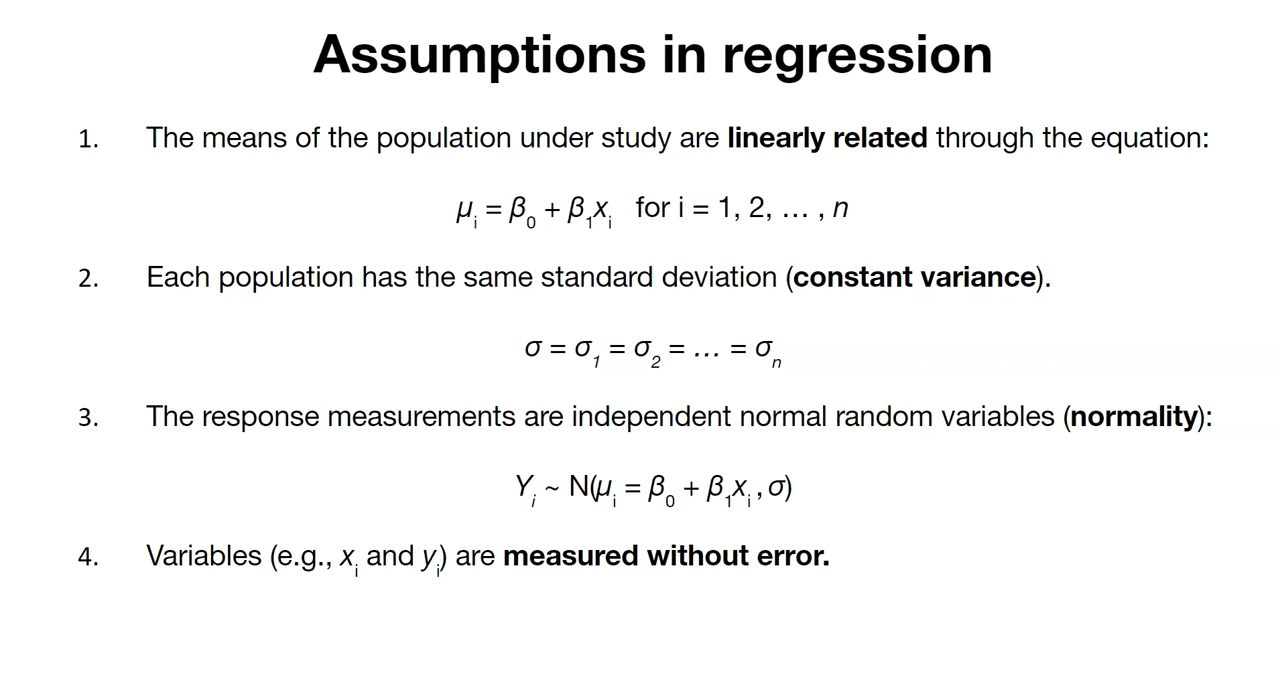 Assumptions in regression
1. The means of the population under study are linearly related through the equation:
μᵢ = β₀ + β₁xᵢ for i = 1, 2, … , n
2. Each population has the same standard deviation (constant variance).
σ = σ₁ = σ₂ = … = σₙ
3. The response measurements are independent normal random variables (normality):
Yᵢ ~ N(μᵢ = β₀ + β₁xᵢ , σ)
4. Variables (e.g., xᵢ and yᵢ) are measured without error.